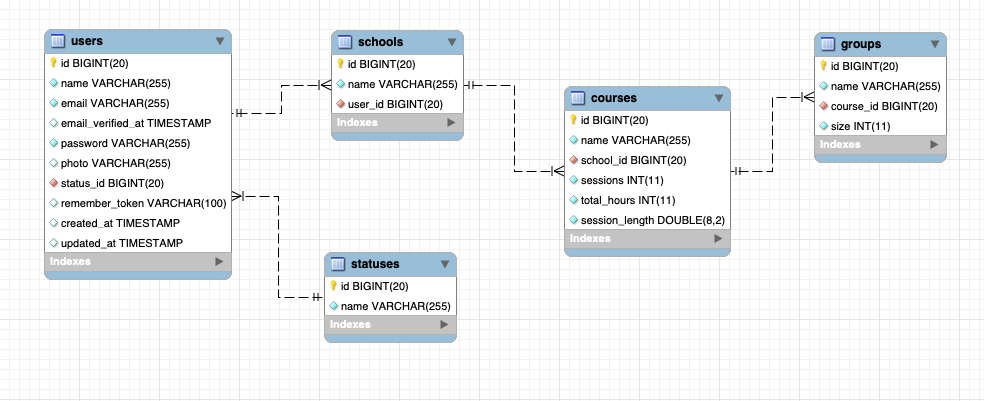 users
id BIGINT(20)
name VARCHAR(255)
email VARCHAR(255)
email_verified_at TIMESTAMP
password VARCHAR(255)
photo VARCHAR(255)
status_id BIGINT(20)
remember_token VARCHAR(100)
created_at TIMESTAMP
updated_at TIMESTAMP
Indexes
schools
id BIGINT(20)
name VARCHAR(255)
user_id BIGINT(20)
Indexes
statuses
id BIGINT(20)
name VARCHAR(255)
Indexes
courses
id BIGINT(20)
name VARCHAR(255)
school_id BIGINT(20)
sessions INT(11)
total_hours INT(11)
session_length DOUBLE(8,2)
Indexes
groups
id BIGINT(20)
name VARCHAR(255)
course_id BIGINT(20)
size INT(11)
Indexes